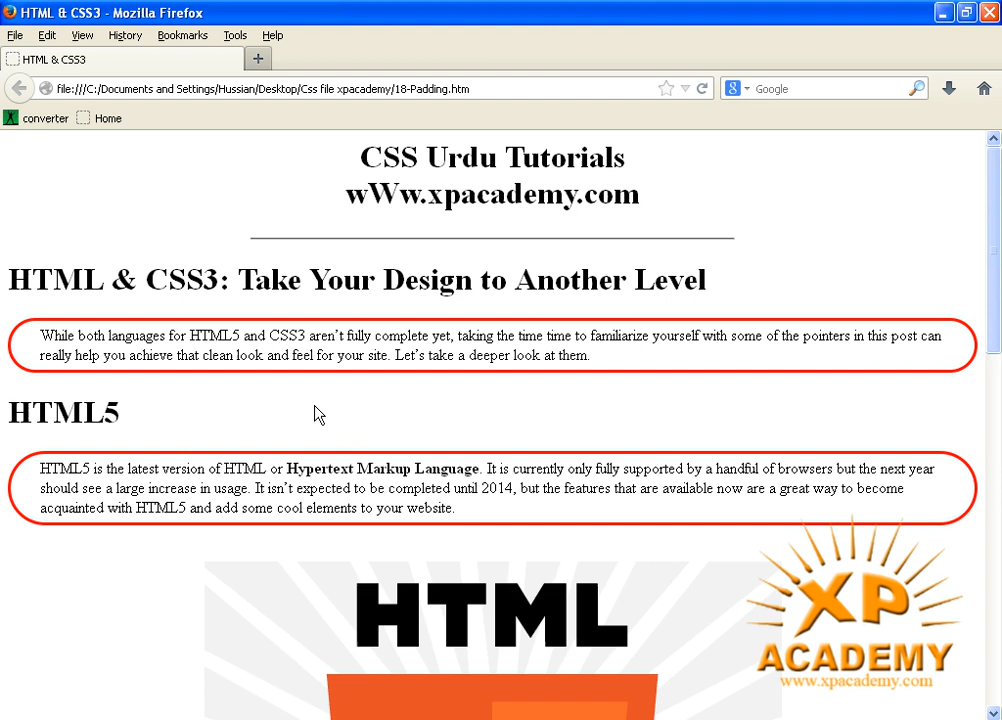 HTML & CSS3 - Mozilla Firefox
File Edit View History Bookmarks Tools Help
HTML & CSS3
file:///C:/Documents and Settings/Hussian/Desktop/Css file xpacademy/18-Padding.htm
Google
converter Home
CSS Urdu Tutorials
wWw.xpacademy.com
HTML & CSS3: Take Your Design to Another Level
While both languages for HTML5 and CSS3 aren't fully complete yet, taking the time time to familiarize yourself with some of the pointers in this post can
really help you achieve that clean look and feel for your site. Let's take a deeper look at them.
HTML5
HTML5 is the latest version of HTML or Hypertext Markup Language. It is currently only fully supported by a handful of browsers but the next year
should see a large increase in usage. It isn't expected to be completed until 2014, but the features that are available now are a great way to become
acquainted with HTML5 and add some cool elements to your website.
HTML
XP
ACADEMY
www.xpacademy.com